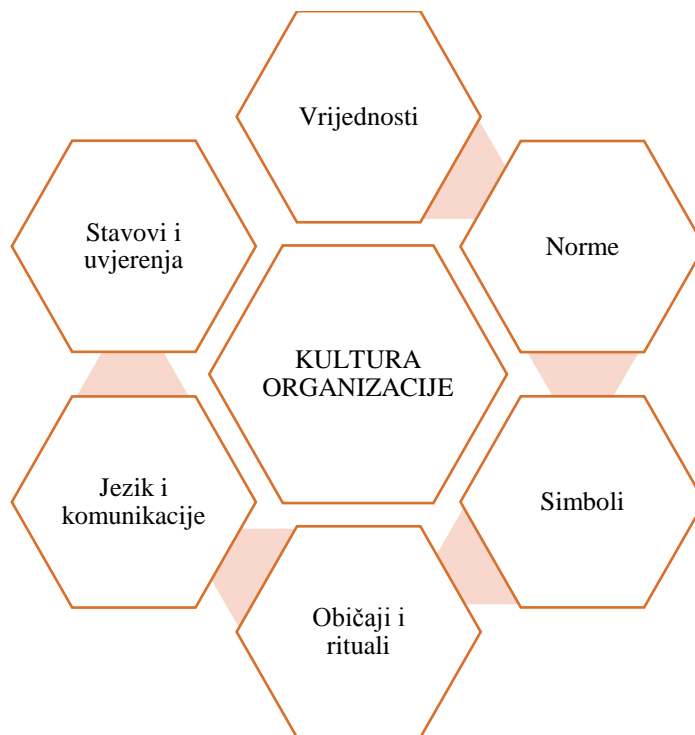 Vrijednosti
Norme
Simboli
Običaji i
rituali
Jezik i
komunikacije
Stavovi i
uvjerenja
KULTURA
ORGANIZACIJE